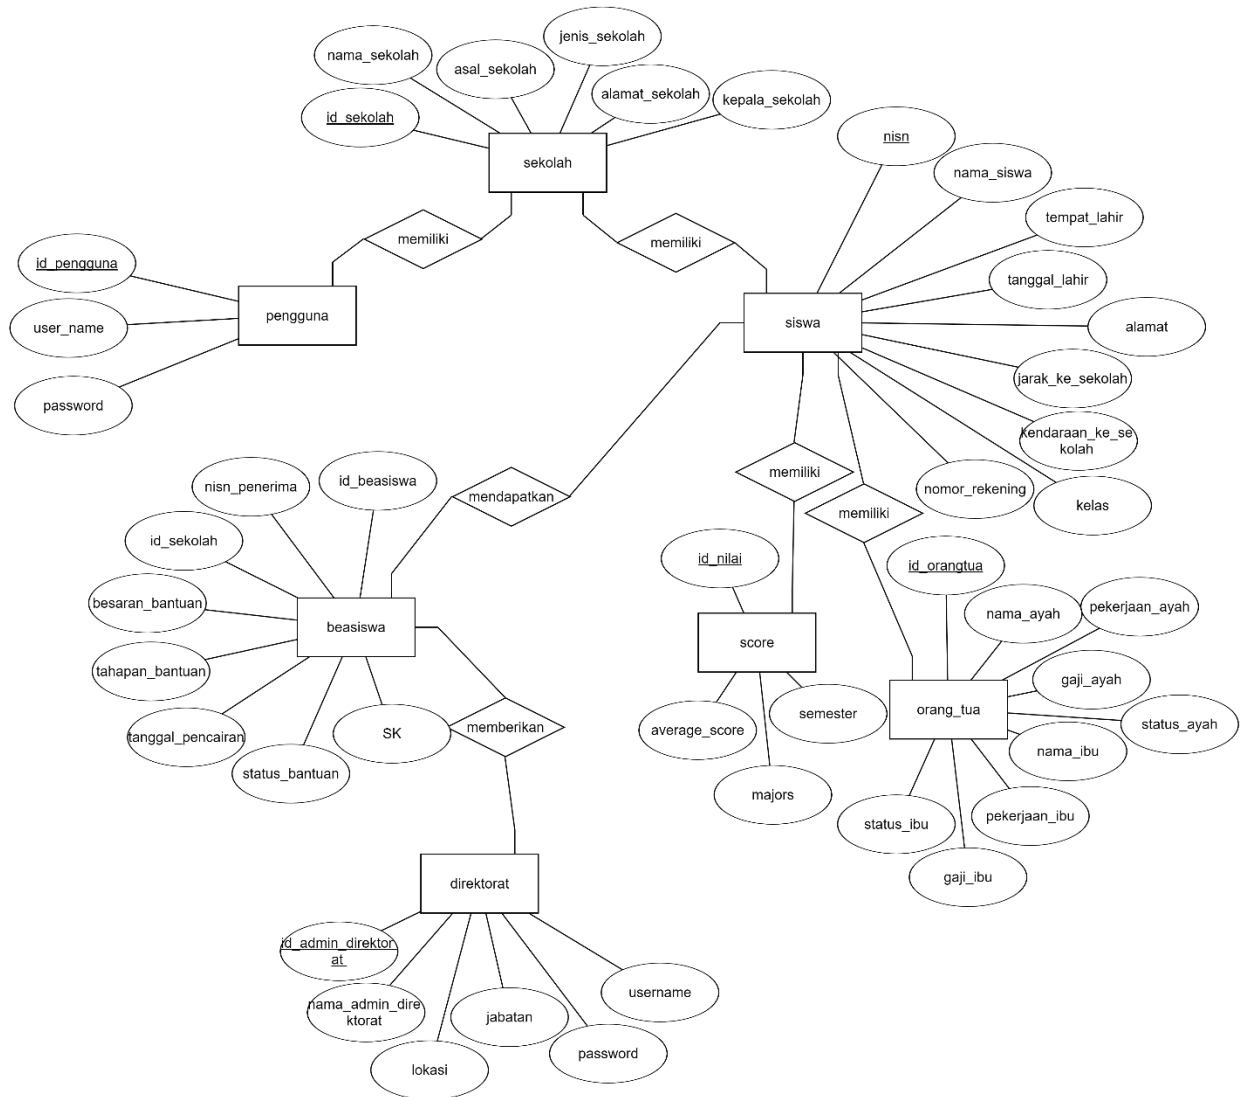 jenis_sekolah
nama_sekolah
asal_sekolah
alamat_sekolah
kepala_sekolah
id_sekolah
nisn
sekolah
nama_siswa
tempat_lahir
memiliki
memiliki
id_pengguna
tanggal_lahir
pengguna
user_name
siswa
alamat
jarak_ke_sekolah
password
kendaraan_ke_se
kolah
nisn_penerima
id_beasiswa
mendapatkan
memiliki
nomor_rekening
kelas
memiliki
id_sekolah
id_nilai
id_orangtua
besaran_bantuan
nama_ayah
pekerjaan_ayah
beasiswa
score
tahapan_bantuan
gaji_ayah
orang_tua
semester
status_ayah
tanggal_pencairan
SK
memberikan
average_score
nama_ibu
status_bantuan
majors
status_ibu
pekerjaan_ibu
gaji_ibu
direktorat
id_admin_direktor
at
username
nama_admin_dire
ktorat
jabatan
password
lokasi